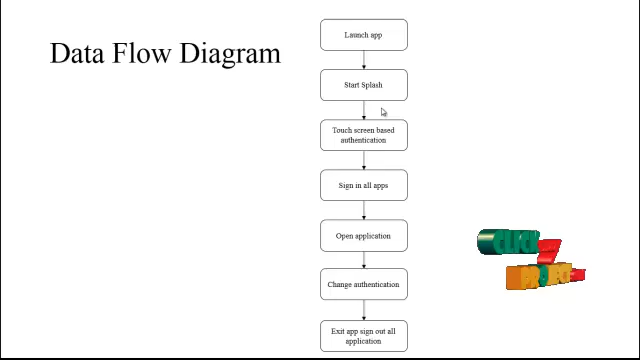 Data Flow Diagram
Launch app
Start Splash
Touch screen based
authentication
Sign in all apps
Open application
Change authentication
Exit app sign out all
application
CLICK